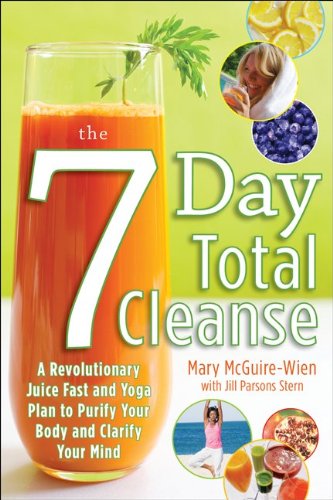 the
7 Day
Total
Cleanse
A Revolutionary
Juice Fast and Yoga
Plan to Purify Your
Body and Clarify
Your Mind
Mary McGuire-Wien
with Jill Parsons Stern